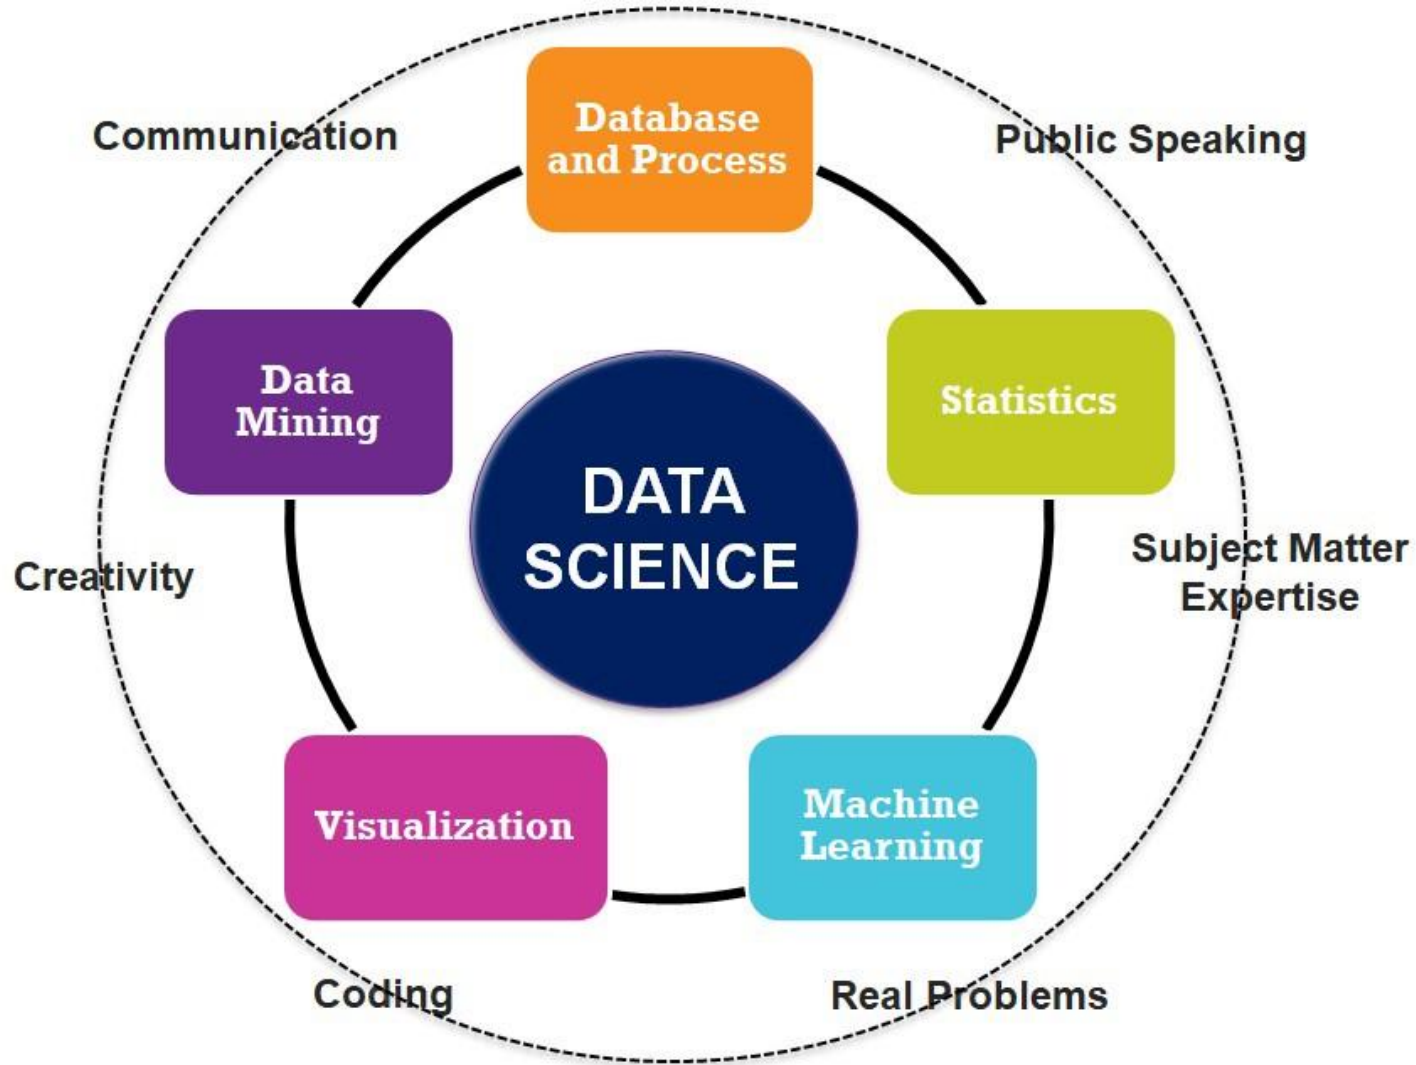 Database
and Process
Communication
Public Speaking
Data
Mining
Statistics
DATA
SCIENCE
Creativity
Subject Matter
Expertise
Visualization
Machine
Learning
Coding
Real Problems